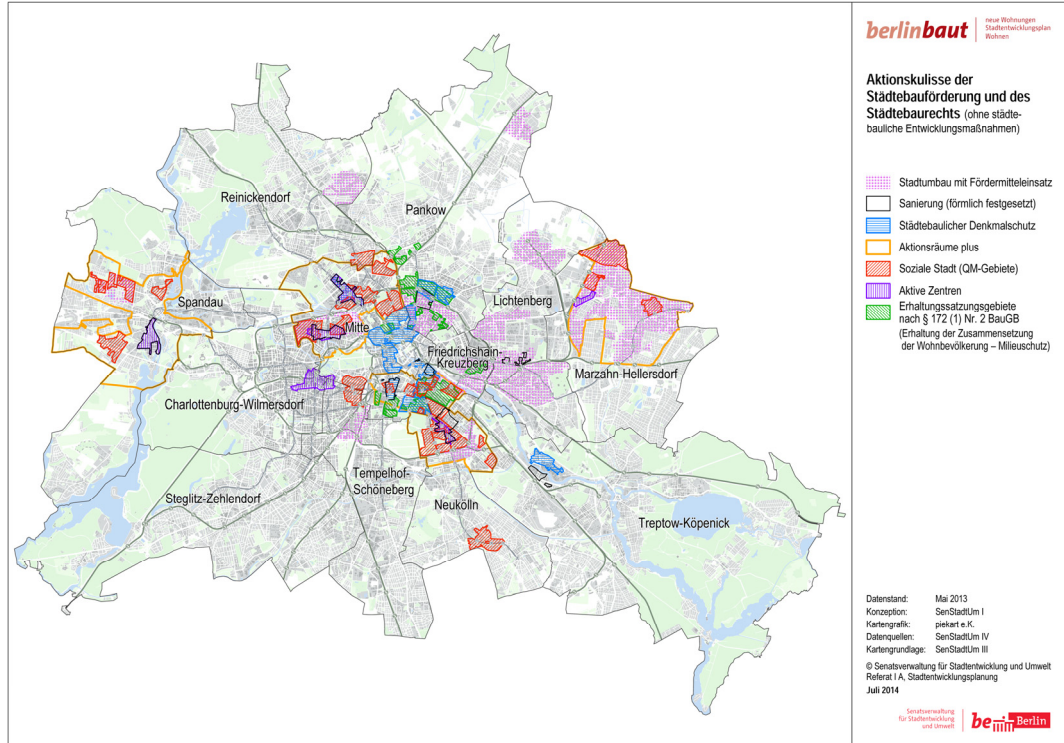 berlinbaut
neue Wohnungen
Stadtentwicklungsplan
Wohnen
Aktionskulisse der
Städtebauförderung und des
Städtebaurechts (ohne städte-
bauliche Entwicklungsmaßnahmen)
Stadtumbau mit Fördermitteleinsatz
Sanierung (förmlich festgesetzt)
Städtebaulicher Denkmalschutz
Aktionsräume plus
Soziale Stadt (QM-Gebiete)
Aktive Zentren
Erhaltungssatzungsgebiete
nach § 172 (1) Nr. 2 BauGB
(Erhaltung der Zusammensetzung
der Wohnbevölkerung – Milieuschutz)
Reinickendorf
Pankow
Spandau
Lichtenberg
Mitte
Friedrichshain-
Kreuzberg
Marzahn-Hellersdorf
Charlottenburg-Wilmersdorf
Tempelhof-
Schöneberg
Steglitz-Zehlendorf
Neukölln
Treptow-Köpenick
Datenstand: Mai 2013
Konzeption: SenStadtUm I
Kartengrafik: piekart e.K.
Datenquellen: SenStadtUm IV
Kartengrundlage: SenStadtUm III
© Senatsverwaltung für Stadtentwicklung und Umwelt
Referat I A, Stadtentwicklungsplanung
Juli 2014
Senatsverwaltung
für Stadtentwicklung
und Umwelt
be Berlin